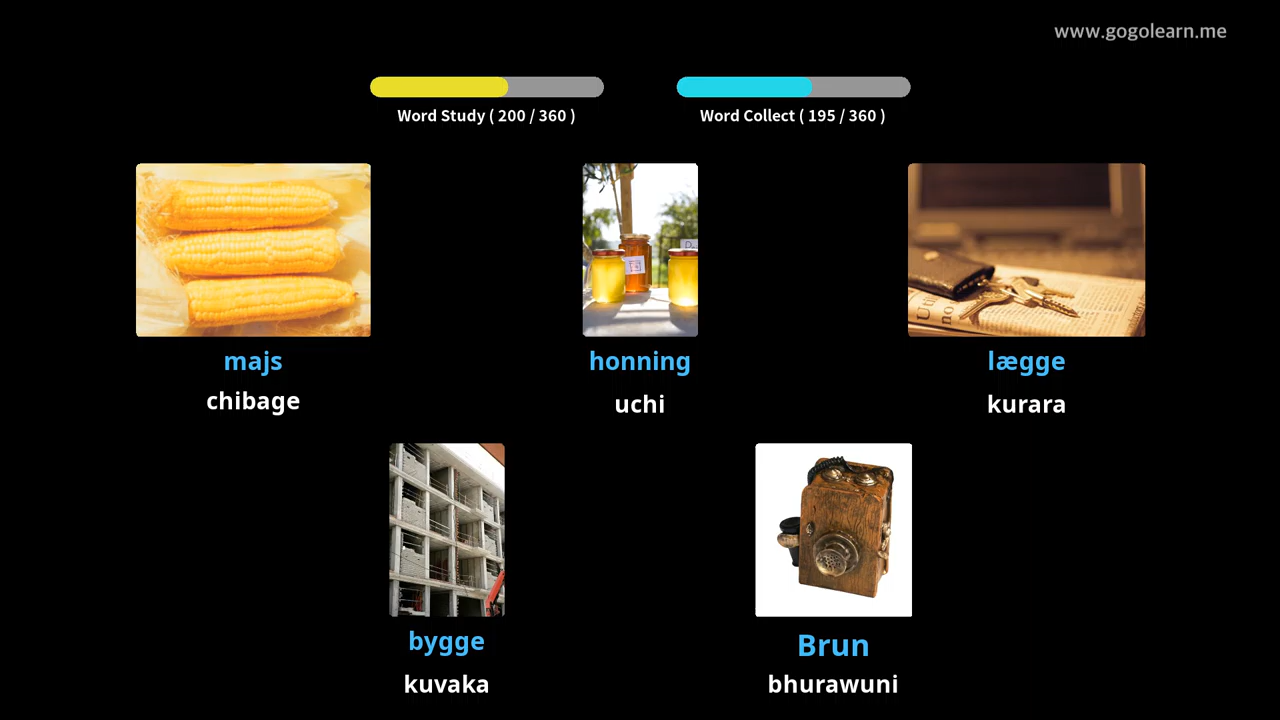 www.gogolearn.me
Word Study ( 200 / 360 )
Word Collect ( 195 / 360 )
majs
honning
lægge
chibage
uchi
kurara
bygge
Brun
kuvaka
bhurawuni